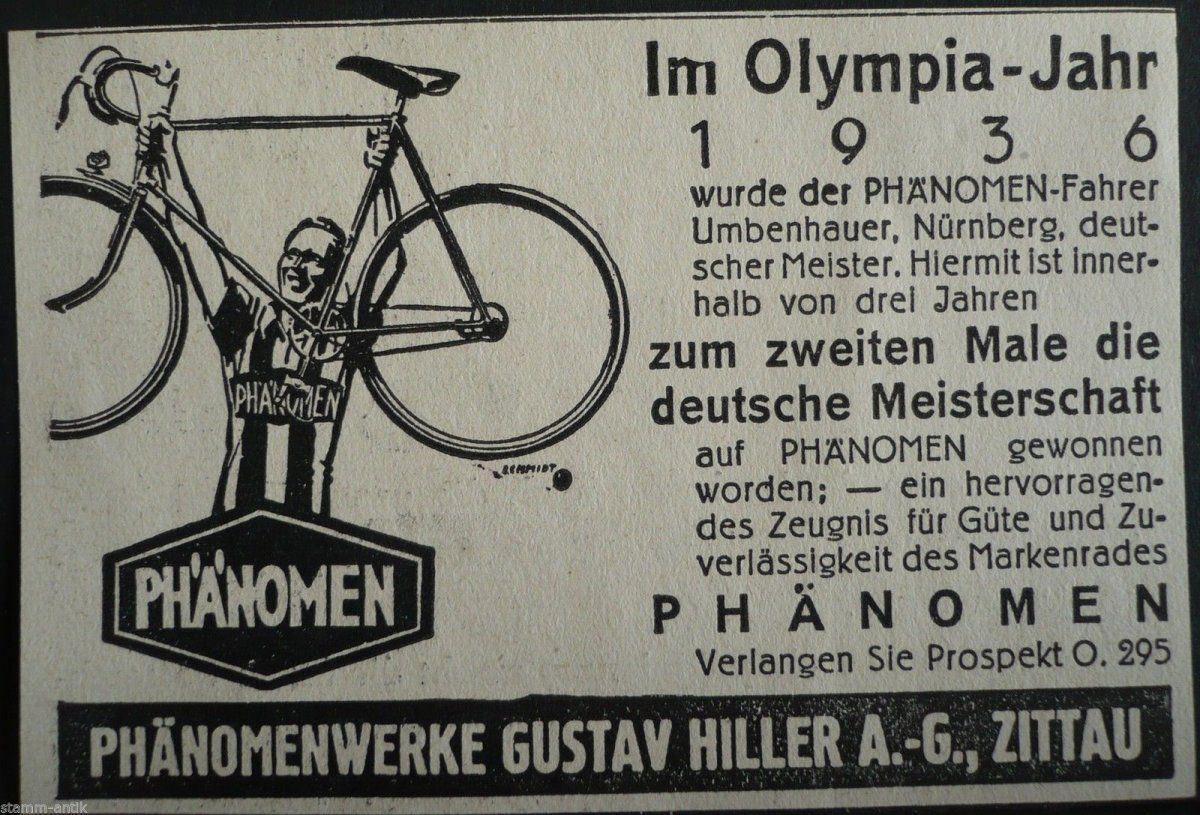 Im Olympia-Jahr
1 9 3 6
wurde der PHÄNOMEN-Fahrer
Umbenhauer, Nürnberg, deut-
scher Meister. Hiermit ist inner-
halb von drei Jahren
zum zweiten Male die
deutsche Meisterschaft
auf PHÄNOMEN gewonnen
worden; — ein hervorragen-
des Zeugnis für Güte und Zu-
verlässigkeit des Markenrades
PHÄNOMEN
Verlangen Sie Prospekt O. 295
PHÄNOMEN
SCHMIDT
PHÄNOMEN
PHÄNOMENWERKE GUSTAV HILLER A.-G., ZITTAU
stamm-antik